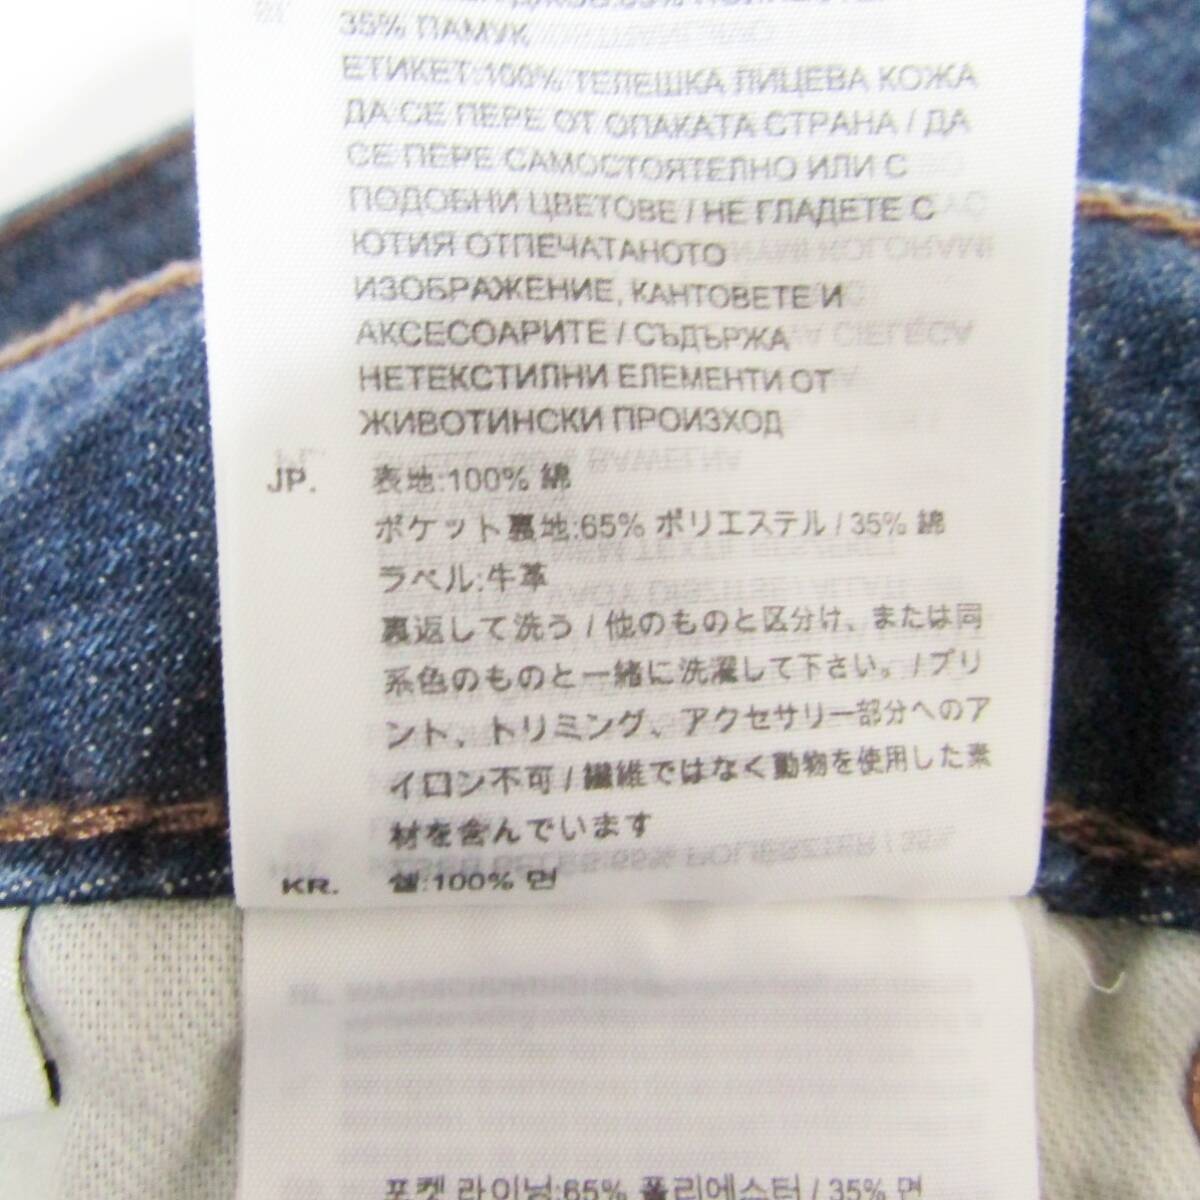 35% ПАМУК
ЕТИКЕТ:100% ТЕЛЕШКА ЛИЦЕВА КОЖА
ДА СЕ ПЕРЕ ОТ ОПАКАТА СТРАНА / ДА
СЕ ПЕРЕ САМОСТОЯТЕЛНО ИЛИ С
ПОДОБНИ ЦВЕТОВЕ / НЕ ГЛАДЕТЕ С
ЮТИЯ ОТПЕЧАТАНОТО
ИЗОБРАЖЕНИЕ, КАНТОВЕТЕ И
АКСЕСОАРИТЕ / СЪДЪРЖА
НЕТЕКСТИЛНИ ЕЛЕМЕНТИ ОТ
ЖИВОТИНСКИ ПРОИЗХОД
JP. 表地:100% 綿
ポケット裏地:65% ポリエステル / 35% 綿
ラベル:牛革
裏返して洗う / 他のものと区分け、または同
系色のものと一緒に洗濯して下さい。 / プリ
ント、トリミング、アクセサリー部分へのア
イロン不可 / 繊維ではなく動物を使用した素
材を含んでいます
KR. 쉘:100% 면
포켓 라이닝:65% 폴리에스터 / 35% 면